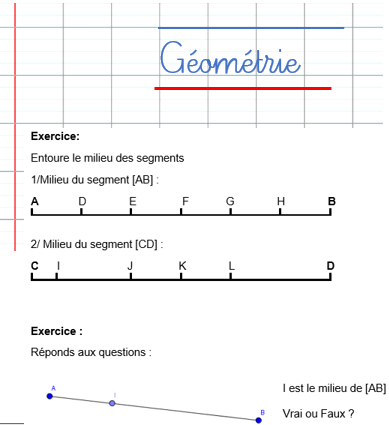 Géométrie
Exercice:
Entoure le milieu des segments
1/Milieu du segment [AB] :
A D E F G H B
2/ Milieu du segment [CD] :
C I J K L D
Exercice :
Réponds aux questions :
A I B
I est le milieu de [AB]
Vrai ou Faux ?